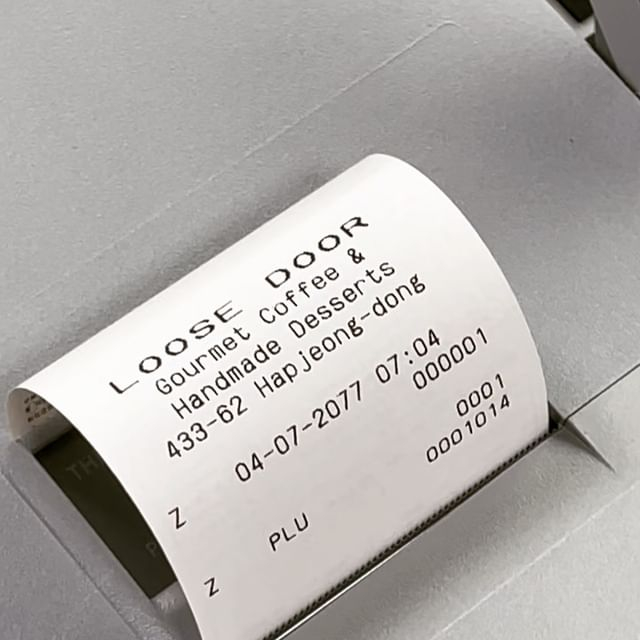 LOOSE DOOR
Gourmet Coffee &
Handmade Desserts
433-62 Hapjeong-dong
04-07-2077 07:04
Z 000001
0001
Z PLU 0001014